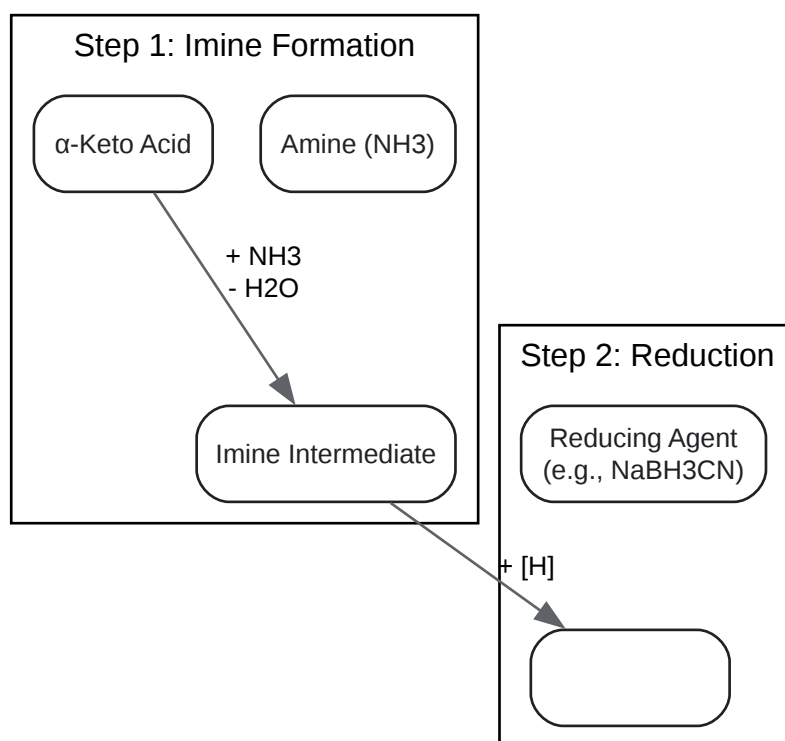 Step 1: Imine Formation
α-Keto Acid
Amine (NH3)
+ NH3
- H2O
Imine Intermediate
Step 2: Reduction
Reducing Agent
(e.g., NaBH3CN)
+ [H]